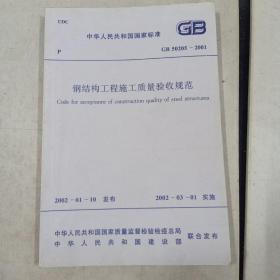 UDC
中华人民共和国国家标准
GB
P
GB 50205－2001
钢结构工程施工质量验收规范
Code for acceptance of construction quality of steel structures
2002－01－10 发布
2002－03－01 实施
中华人民共和国国家质量监督检验检疫总局
中华人民共和国建设部
联合发布